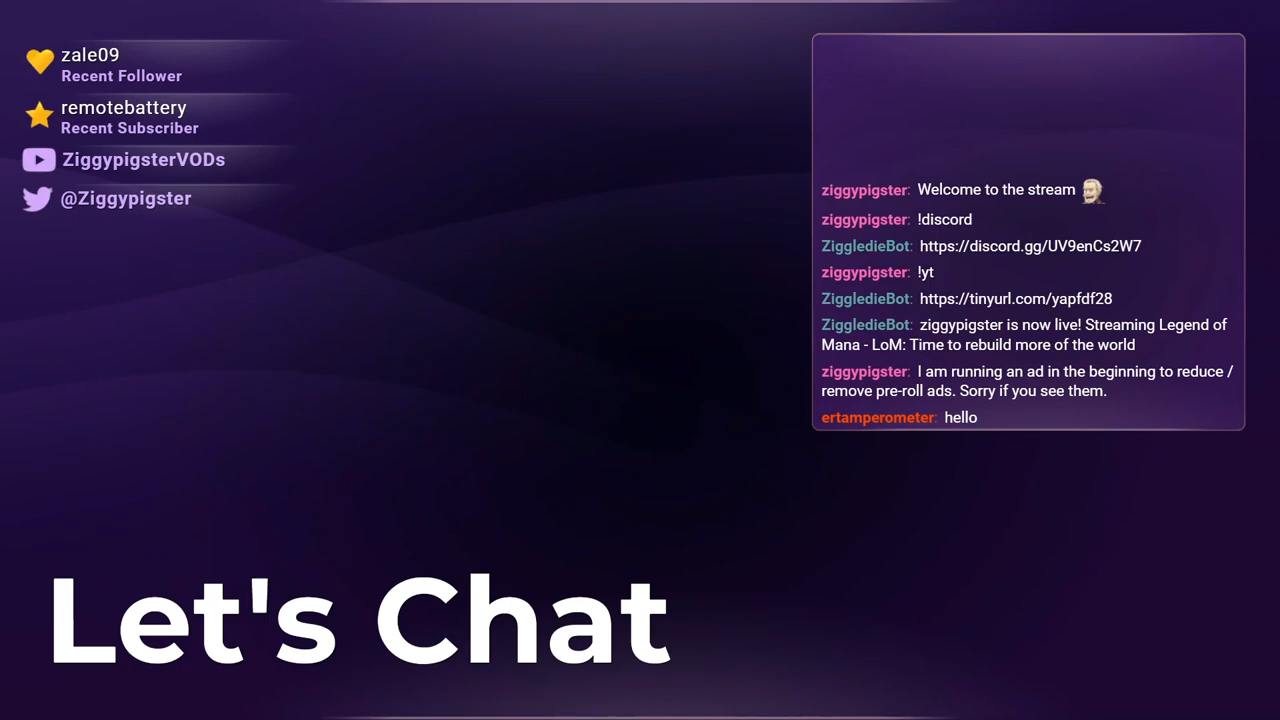 zale09
Recent Follower
remotebattery
Recent Subscriber
ZiggypigsterVODs
@Ziggypigster
ziggypigster: Welcome to the stream
ziggypigster: !discord
ZiggledieBot: https://discord.gg/UV9enCs2W7
ziggypigster: !yt
ZiggledieBot: https://tinyurl.com/yapfdf28
ZiggledieBot: ziggypigster is now live! Streaming Legend of
Mana - LoM: Time to rebuild more of the world
ziggypigster: I am running an ad in the beginning to reduce /
remove pre-roll ads. Sorry if you see them.
ertamperometer: hello
Let's Chat